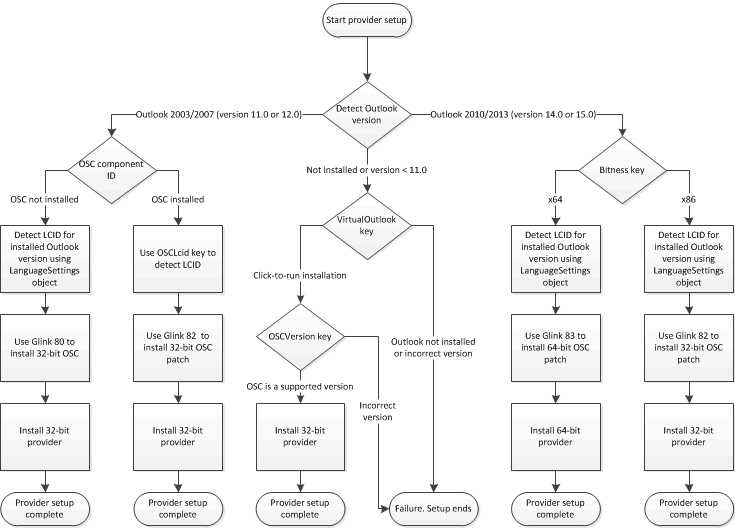 Start provider setup
Detect Outlook
version
Outlook 2003/2007 (version 11.0 or 12.0)
Outlook 2010/2013 (version 14.0 or 15.0)
OSC component
ID
Not installed or version < 11.0
Bitness key
OSC not installed
OSC installed
VirtualOutlook
key
x64
x86
Detect LCID for
installed Outlook
version using
LanguageSettings
object
Use OSCLcid key to
detect LCID
Click-to-run installation
Detect LCID for
installed Outlook
version using
LanguageSettings
object
Detect LCID for
installed Outlook
version using
LanguageSettings
object
Use Glink 80 to
install 32-bit OSC
Use Glink 82 to
install 32-bit OSC
patch
OSCVersion key
Outlook not installed
or incorrect version
Use Glink 83 to
install 64-bit OSC
patch
Use Glink 82 to
install 32-bit OSC
patch
OSC is a supported version
Incorrect
version
Install 32-bit
provider
Install 32-bit
provider
Install 32-bit
provider
Install 64-bit
provider
Install 32-bit
provider
Provider setup
complete
Provider setup
complete
Provider setup
complete
Failure. Setup ends
Provider setup
complete
Provider setup
complete